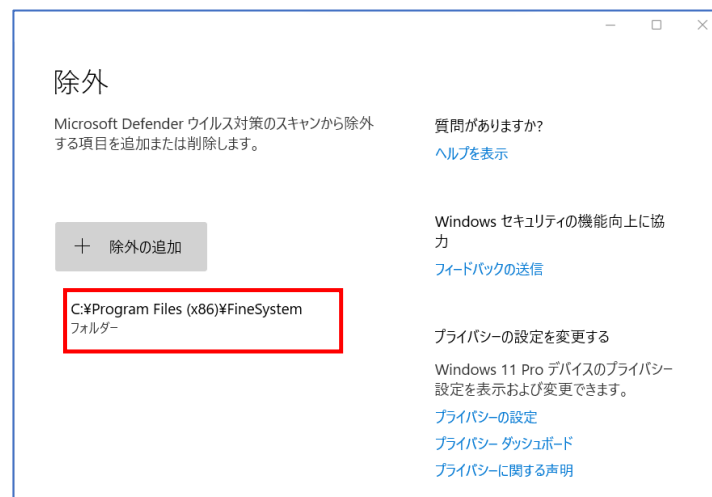 除外
Microsoft Defender ウイルス対策のスキャンから除外
する項目を追加または削除します。
＋ 除外の追加
C:¥Program Files (x86)¥FineSystem
フォルダー
質問がありますか?
ヘルプを表示
Windows セキュリティの機能向上に協
力
フィードバックの送信
プライバシーの設定を変更する
Windows 11 Pro デバイスのプライバシー
設定を表示および変更できます。
プライバシーの設定
プライバシー ダッシュボード
プライバシーに関する声明